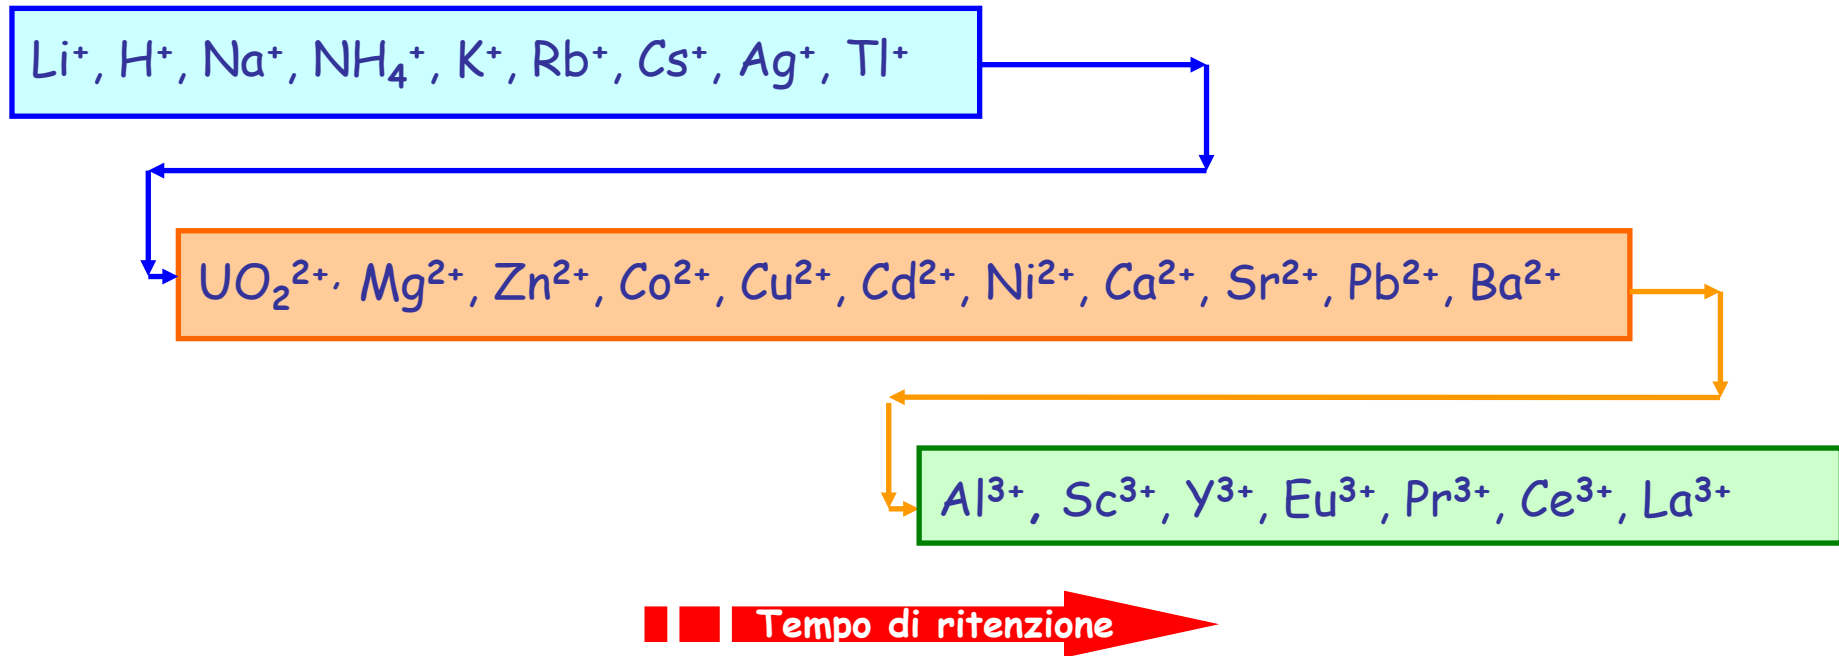 Li⁺, H⁺, Na⁺, NH₄⁺, K⁺, Rb⁺, Cs⁺, Ag⁺, Tl⁺
UO₂²⁺, Mg²⁺, Zn²⁺, Co²⁺, Cu²⁺, Cd²⁺, Ni²⁺, Ca²⁺, Sr²⁺, Pb²⁺, Ba²⁺
Al³⁺, Sc³⁺, Y³⁺, Eu³⁺, Pr³⁺, Ce³⁺, La³⁺
Tempo di ritenzione